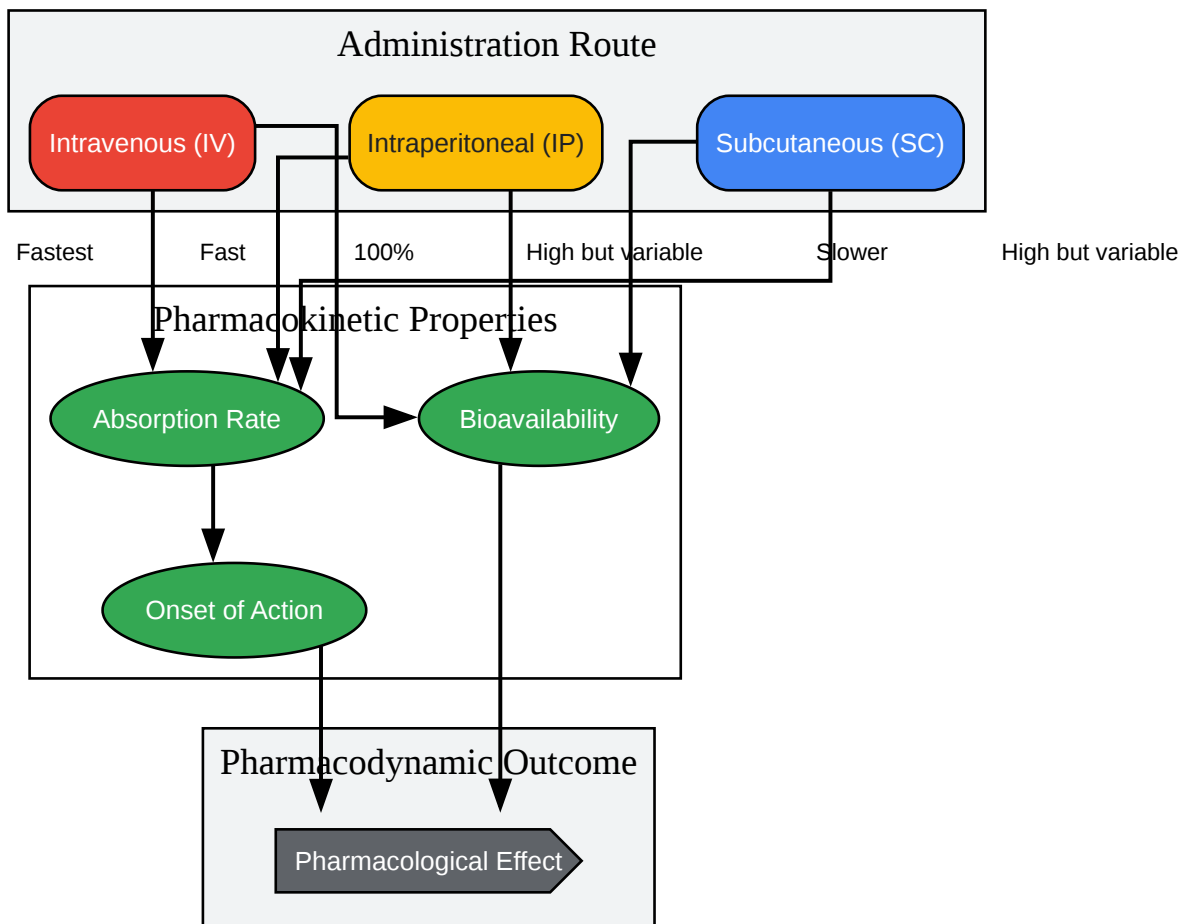 Administration Route
Intravenous (IV)
Intraperitoneal (IP)
Subcutaneous (SC)
Fastest
Fast
100%
High but variable
Slower
High but variable
Pharmacokinetic Properties
Absorption Rate
Bioavailability
Onset of Action
Pharmacodynamic Outcome
Pharmacological Effect